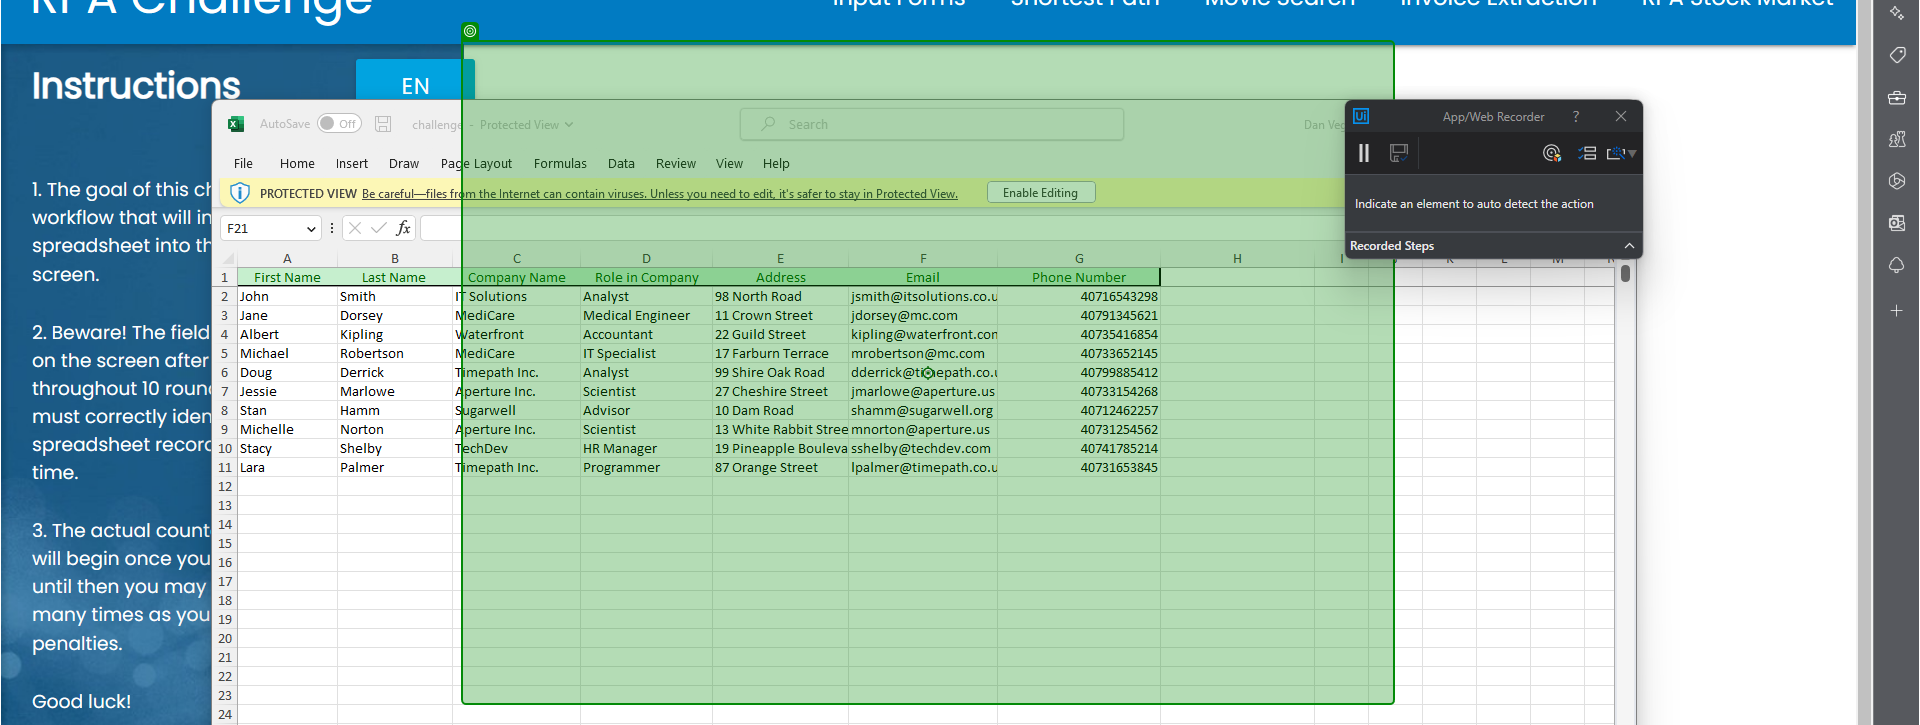 RPA Challenge
Input Forms
Shortest Path
Movie Search
Invoice Extraction
RPA Stock Market
Instructions
EN
1. The goal of this ch
workflow that will in
spreadsheet into th
screen.
2. Beware! The field
on the screen after
throughout 10 roun
must correctly iden
spreadsheet record
time.
3. The actual count
will begin once you
until then you may
many times as you
penalties.
Good luck!
AutoSave Off challenge - Protected View
Search
Dan Veg
File Home Insert Draw Page Layout Formulas Data Review View Help
PROTECTED VIEW Be careful—files from the Internet can contain viruses. Unless you need to edit, it's safer to stay in Protected View. Enable Editing
F21 fx
A B C D E F G H I J K L M N
1 First Name Last Name Company Name Role in Company Address Email Phone Number
2 John Smith IT Solutions Analyst 98 North Road jsmith@itsolutions.co.u 40716543298
3 Jane Dorsey MediCare Medical Engineer 11 Crown Street jdorsey@mc.com 40791345621
4 Albert Kipling Waterfront Accountant 22 Guild Street kipling@waterfront.com 40735416854
5 Michael Robertson MediCare IT Specialist 17 Farburn Terrace mrobertson@mc.com 40733652145
6 Doug Derrick Timepath Inc. Analyst 99 Shire Oak Road dderrick@timepath.co.u 40799885412
7 Jessie Marlowe Aperture Inc. Scientist 27 Cheshire Street jmarlowe@aperture.us 40733154268
8 Stan Hamm Sugarwell Advisor 10 Dam Road shamm@sugarwell.org 40712462257
9 Michelle Norton Aperture Inc. Scientist 13 White Rabbit Stree mnorton@aperture.us 40731254562
10 Stacy Shelby TechDev HR Manager 19 Pineapple Bouleva sshelby@techdev.com 40741785214
11 Lara Palmer Timepath Inc. Programmer 87 Orange Street lpalmer@timepath.co.u 40731653845
12
13
14
15
16
17
18
19
20
21
22
23
24
Ui App/Web Recorder ?
Indicate an element to auto detect the action
Recorded Steps